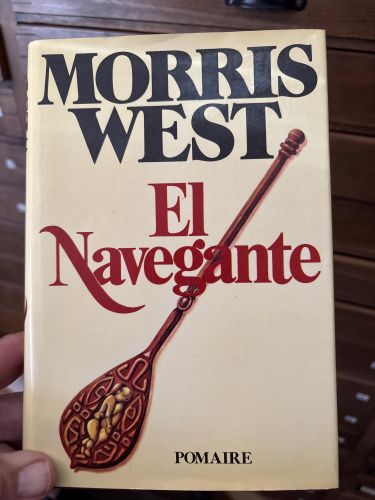 MORRIS
WEST
El
Navegante
POMAIRE